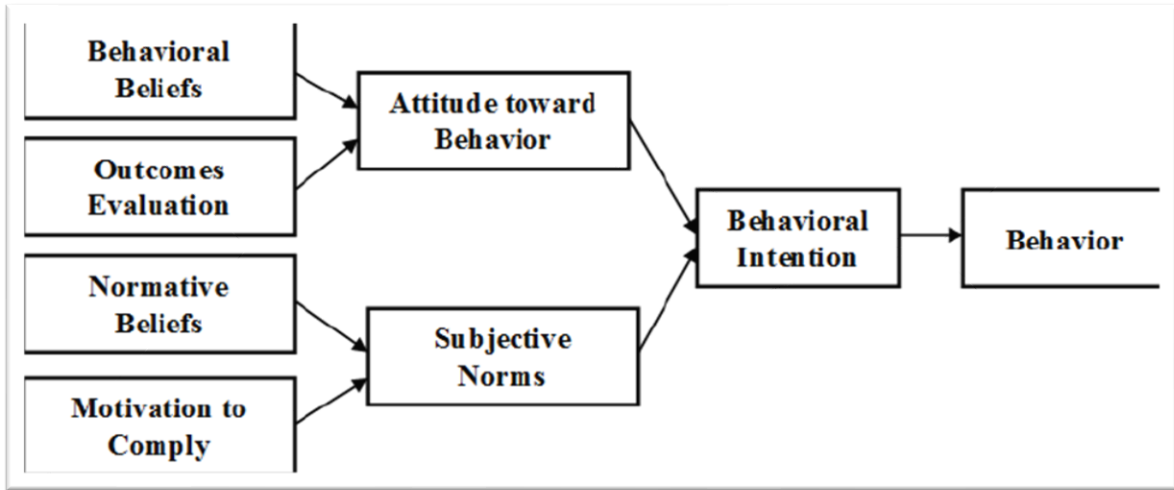 Behavioral
Beliefs
Outcomes
Evaluation
Normative
Beliefs
Motivation to
Comply
Attitude toward
Behavior
Subjective
Norms
Behavioral
Intention
Behavior